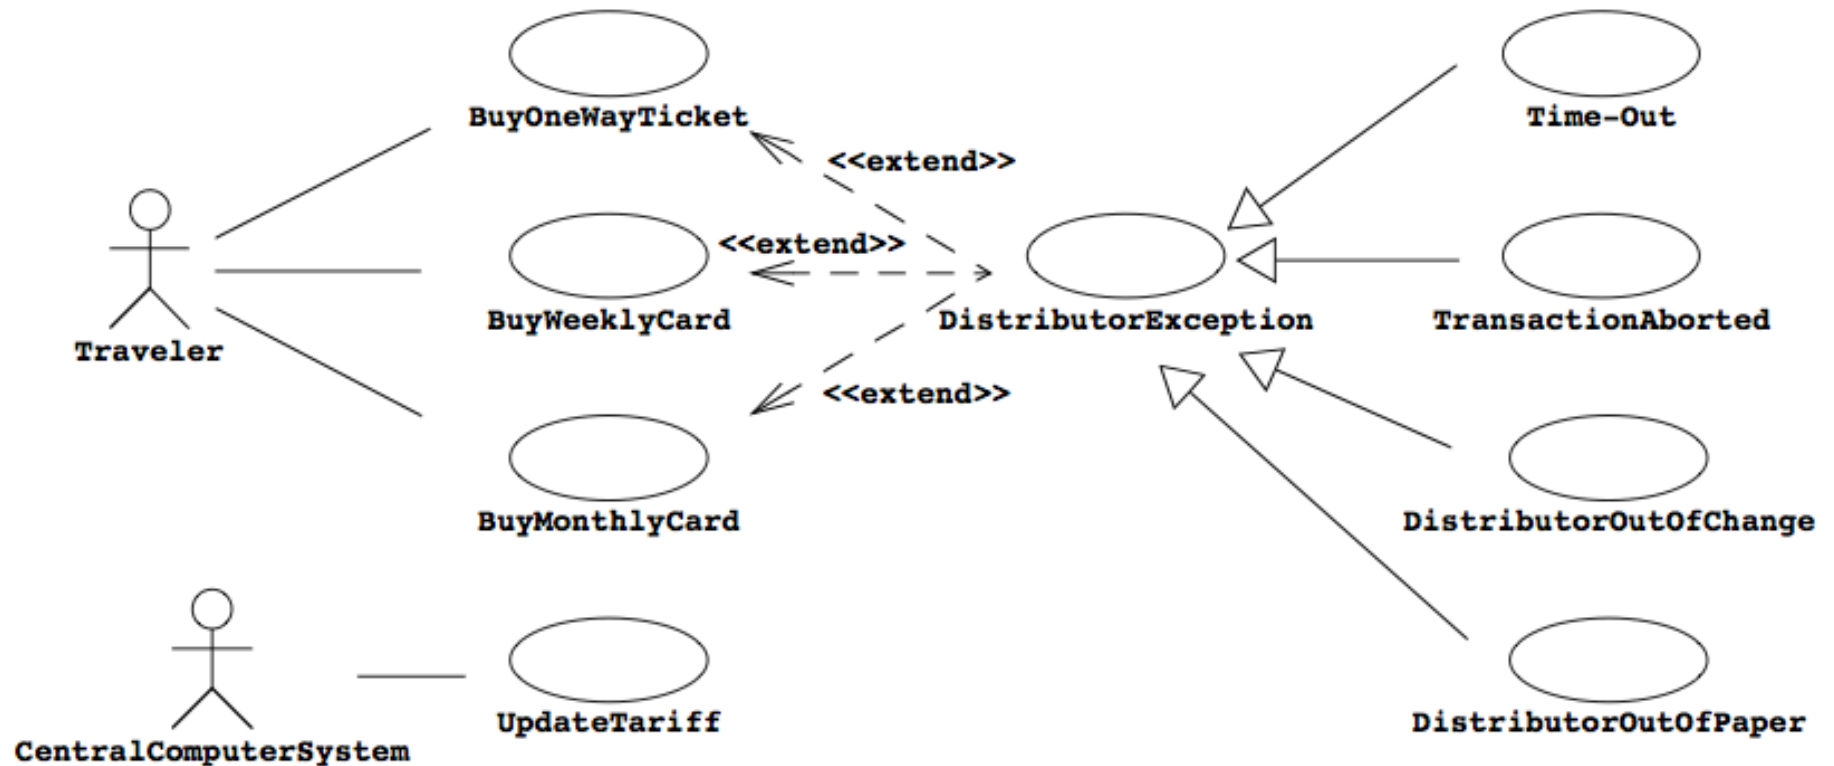 BuyOneWayTicket
Time-Out
<<extend>>
<<extend>>
BuyWeeklyCard
DistributorException
TransactionAborted
Traveler
<<extend>>
BuyMonthlyCard
DistributorOutOfChange
UpdateTariff
DistributorOutOfPaper
CentralComputerSystem